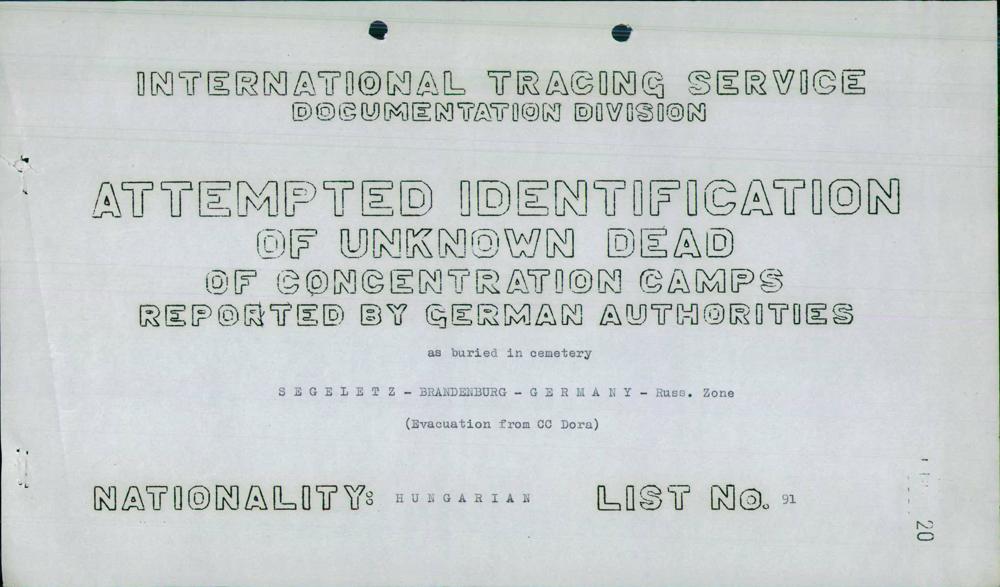 INTERNATIONAL TRACING SERVICE
DOCUMENTATION DIVISION
ATTEMPTED IDENTIFICATION
OF UNKNOWN DEAD
OF CONCENTRATION CAMPS
REPORTED BY GERMAN AUTHORITIES
as buried in cemetery
S E G E L E T Z - BRANDENBURG - G E R M A N Y - Russ. Zone
(Evacuation from CC Dora)
NATIONALITY: H U N G A R I A N LIST No. 91
20